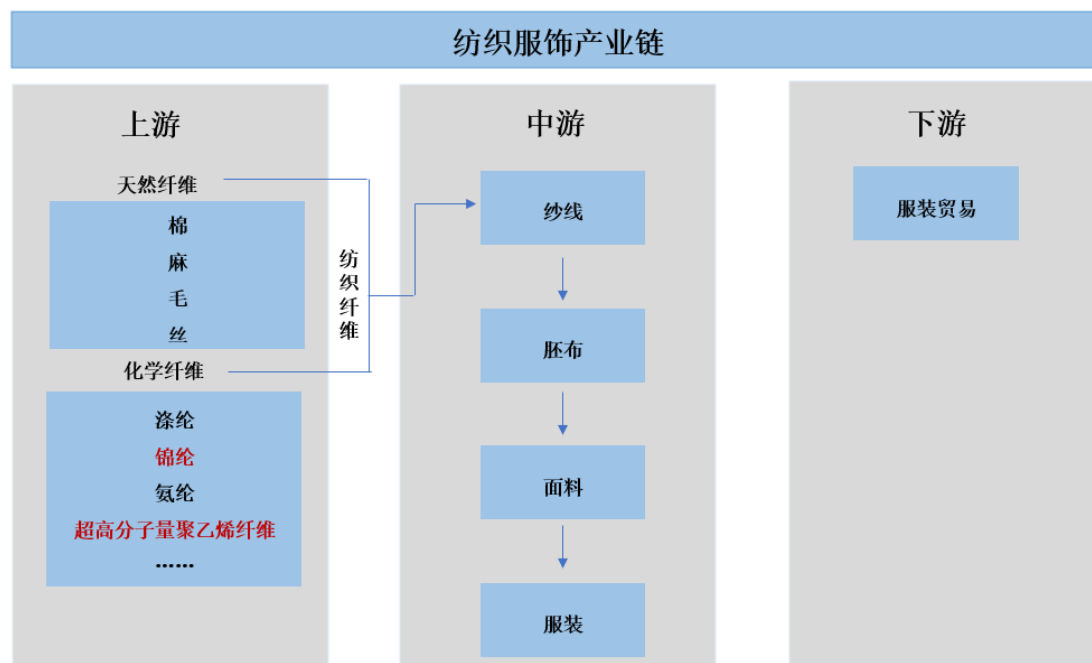 纺织服饰产业链
上游
天然纤维
棉
麻
毛
丝
化学纤维
涤纶
锦纶
氨纶
超高分子量聚乙烯纤维
……
纺织纤维
中游
纱线
胚布
面料
服装
下游
服装贸易